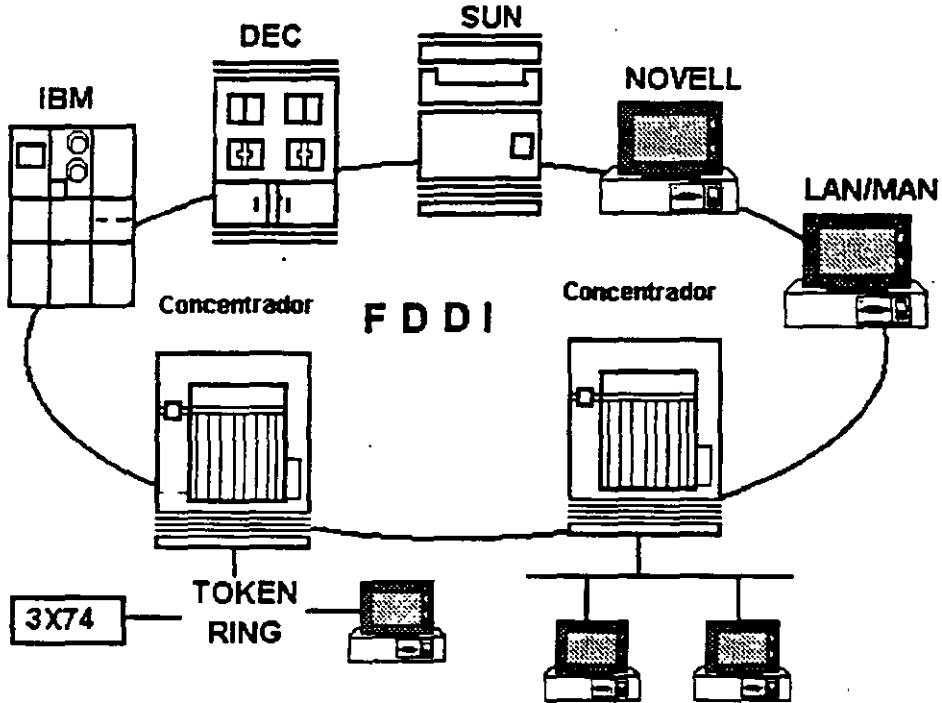 SUN
DEC
NOVELL
IBM
LAN/MAN
Concentrador
Concentrador
F D D I
TOKEN
RING
3X74